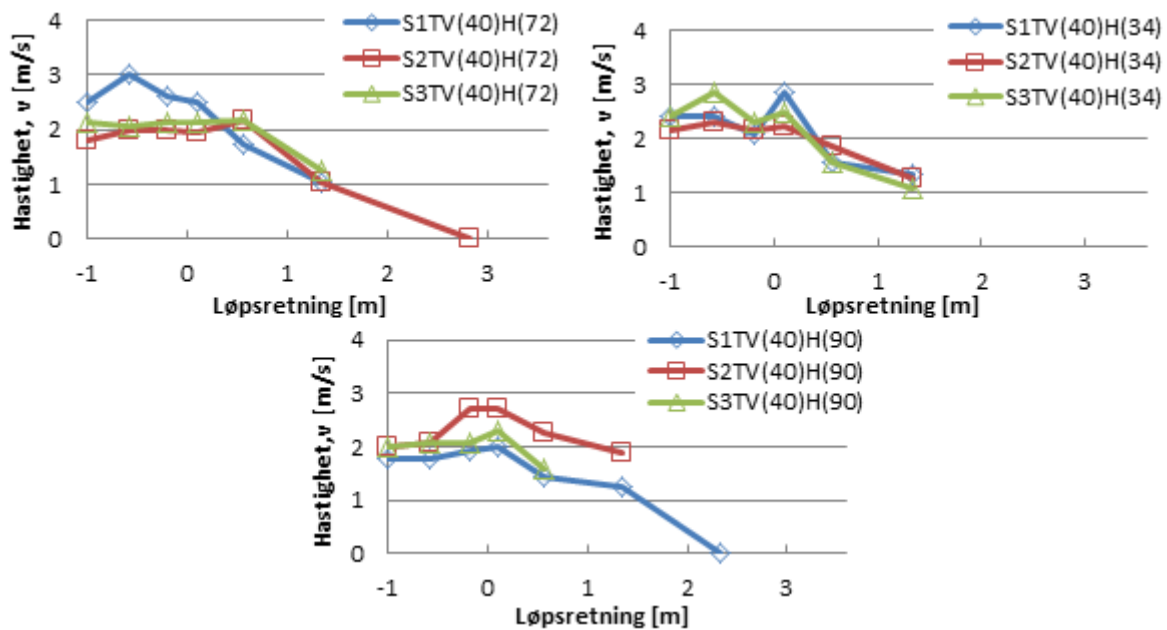 Hastighet, v [m/s]
4
3
2
1
0
-1 0 1 2 3
Løpsretning [m]
S1TV(40)H(72)
S2TV(40)H(72)
S3TV(40)H(72)
Hastighet, v [m/s]
4
3
2
1
0
-1 0 1 2 3
Løpsretning [m]
S1TV(40)H(34)
S2TV(40)H(34)
S3TV(40)H(34)
Hastighet,v [m/s]
4
3
2
1
0
-1 0 1 2 3
Løpsretning [m]
S1TV(40)H(90)
S2TV(40)H(90)
S3TV(40)H(90)